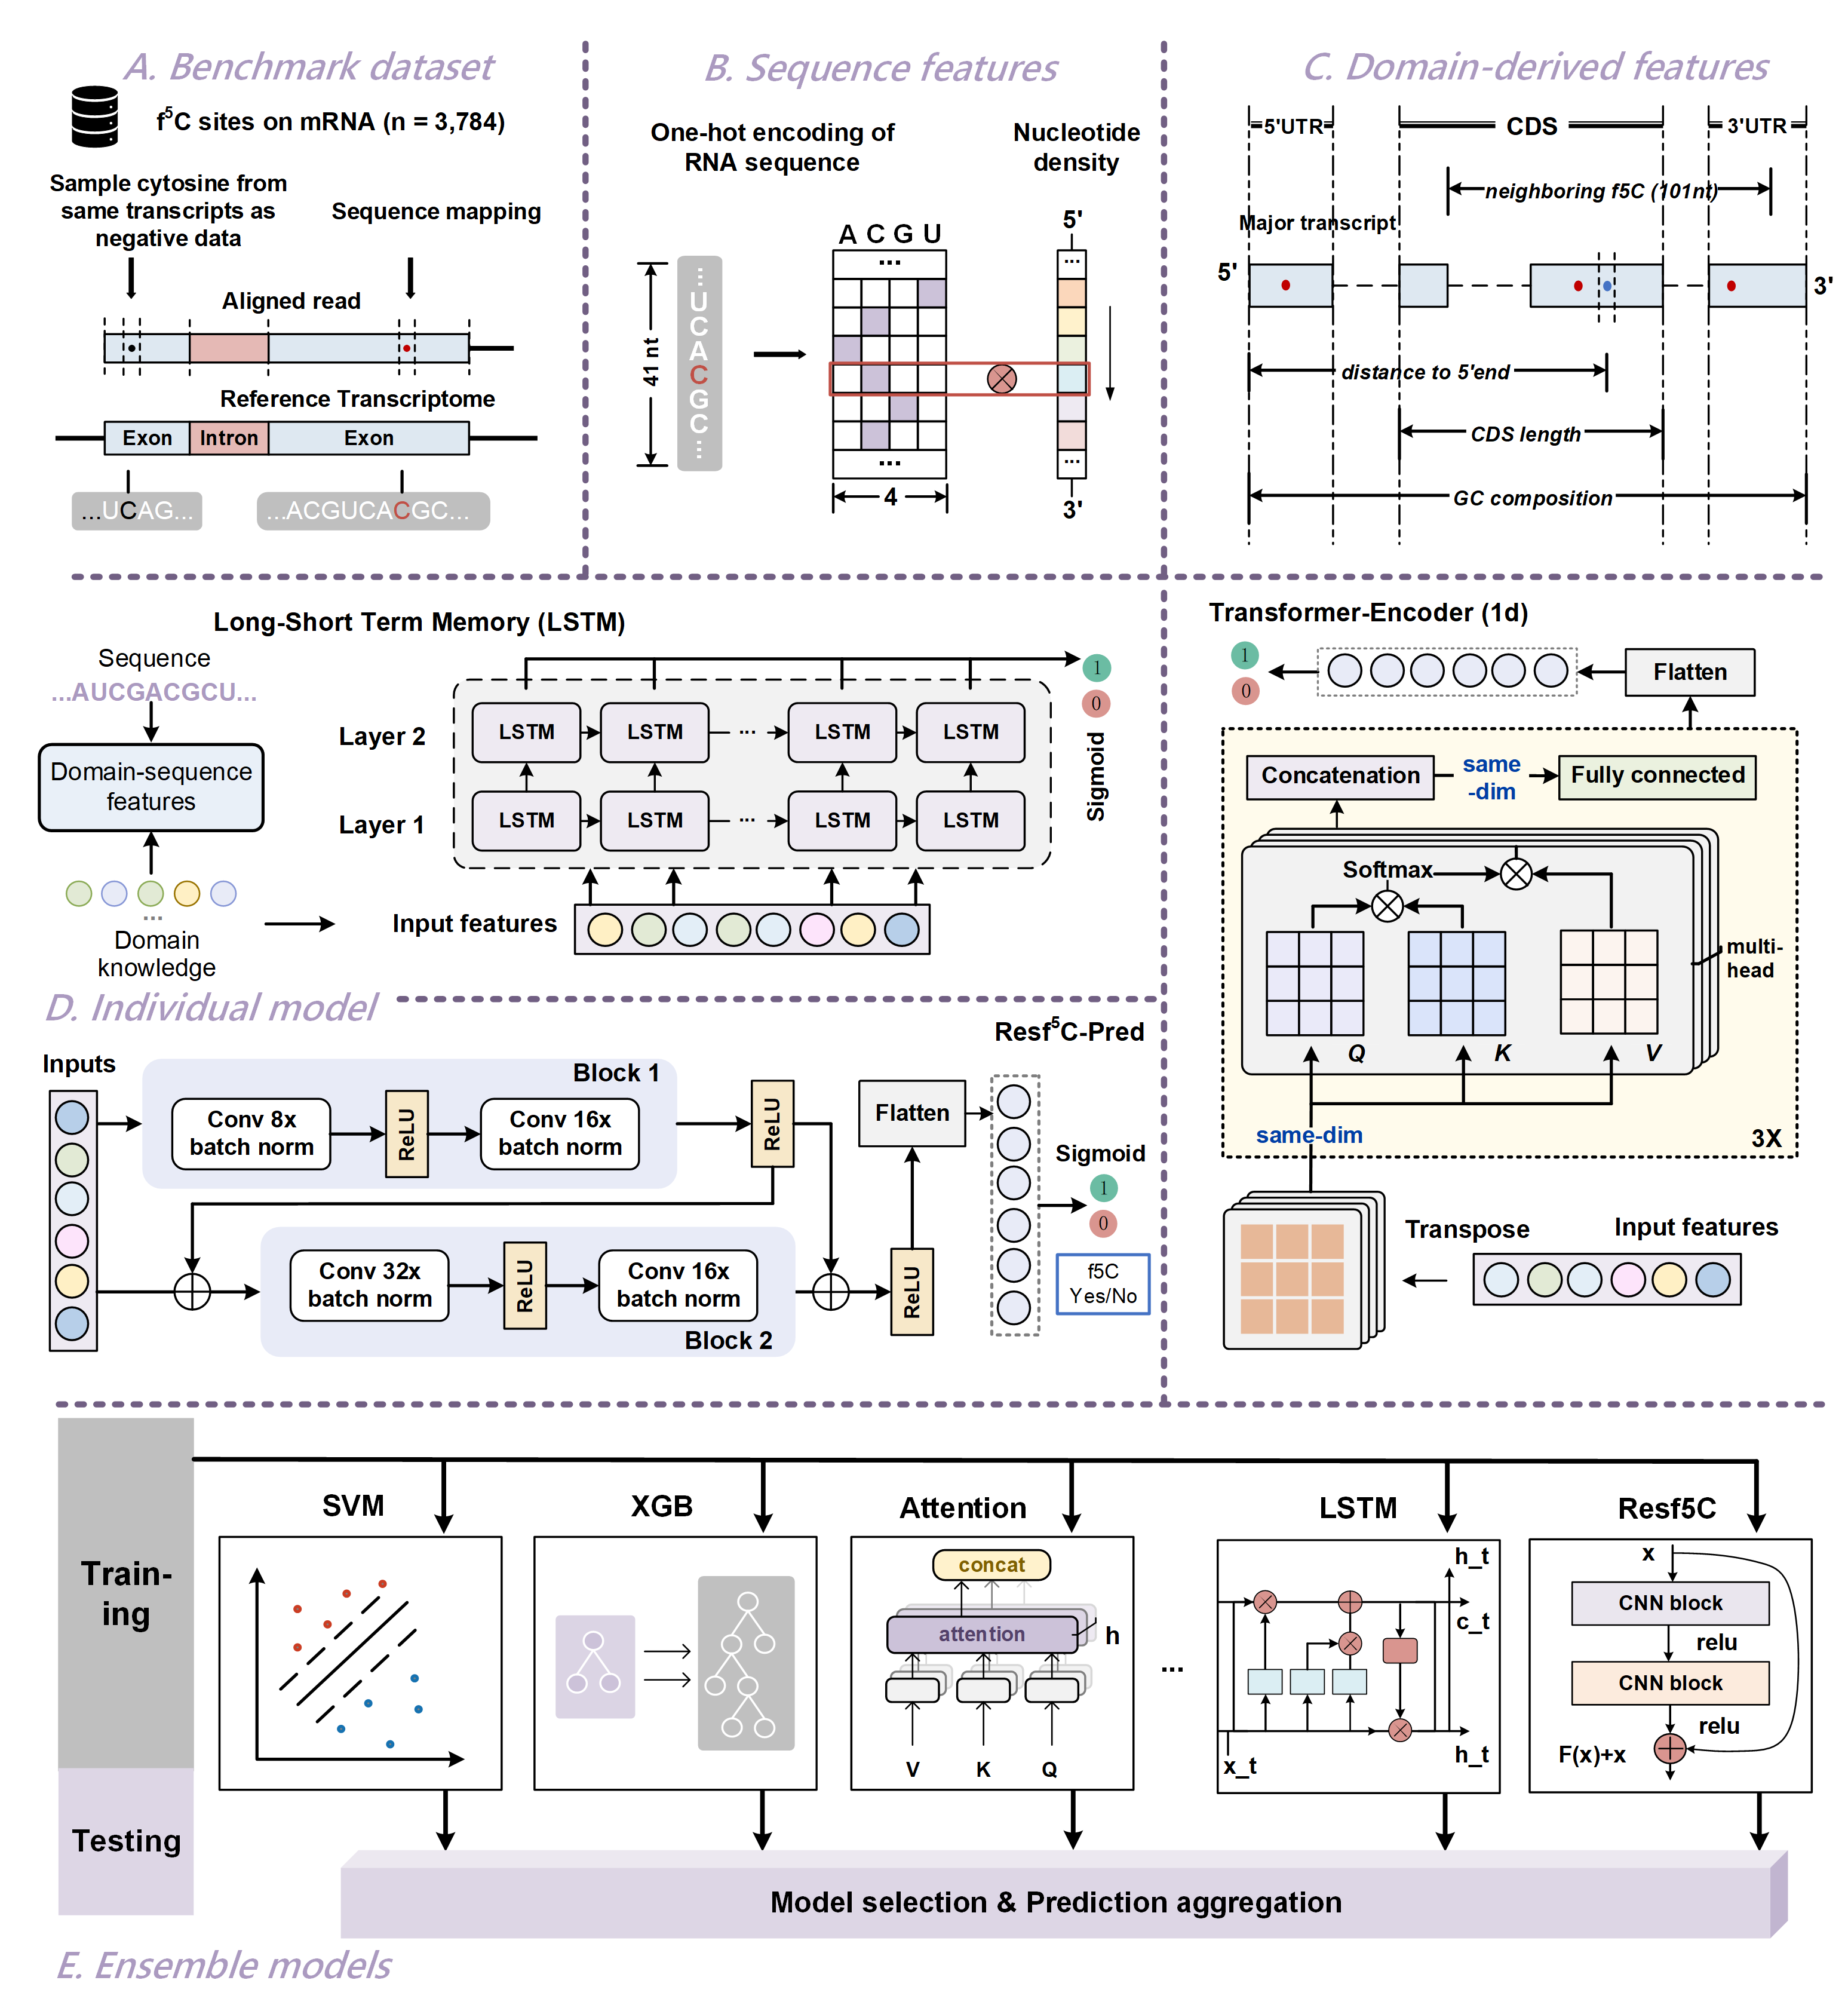 A. Benchmark dataset
f⁵C sites on mRNA (n = 3,784)
Sample cytosine from
same transcripts as
negative data
Sequence mapping
Aligned read
Reference Transcriptome
Exon
Intron
Exon
...UCAG...
...ACGUCACGC...
B. Sequence features
One-hot encoding of
RNA sequence
Nucleotide
density
A C G U
5'
41 nt
...
U
C
A
C
G
C
...
...
...
...
...
4
3'
C. Domain-derived features
5'UTR
CDS
3'UTR
neighboring f5C (101nt)
Major transcript
5'
3'
distance to 5'end
CDS length
GC composition
Long-Short Term Memory (LSTM)
Sequence
...AUCGACGCU...
Domain-sequence
features
...
Domain
knowledge
Layer 2
LSTM
LSTM
...
LSTM
LSTM
Layer 1
LSTM
LSTM
...
LSTM
LSTM
Input features
1
0
Sigmoid
D. Individual model
Resf⁵C-Pred
Inputs
Block 1
Conv 8x
batch norm
ReLU
Conv 16x
batch norm
ReLU
Conv 32x
batch norm
ReLU
Conv 16x
batch norm
Block 2
ReLU
Flatten
Sigmoid
1
0
f5C
Yes/No
Transformer-Encoder (1d)
1
0
Flatten
Concatenation
same
-dim
Fully connected
Softmax
multi-
head
Q
K
V
same-dim
3X
Transpose
Input features
Train-
ing
Testing
SVM
XGB
Attention
concat
attention
h
V
K
Q
...
LSTM
h_t
c_t
h_t
x_t
Resf5C
x
CNN block
relu
CNN block
relu
F(x)+x
Model selection & Prediction aggregation
E. Ensemble models